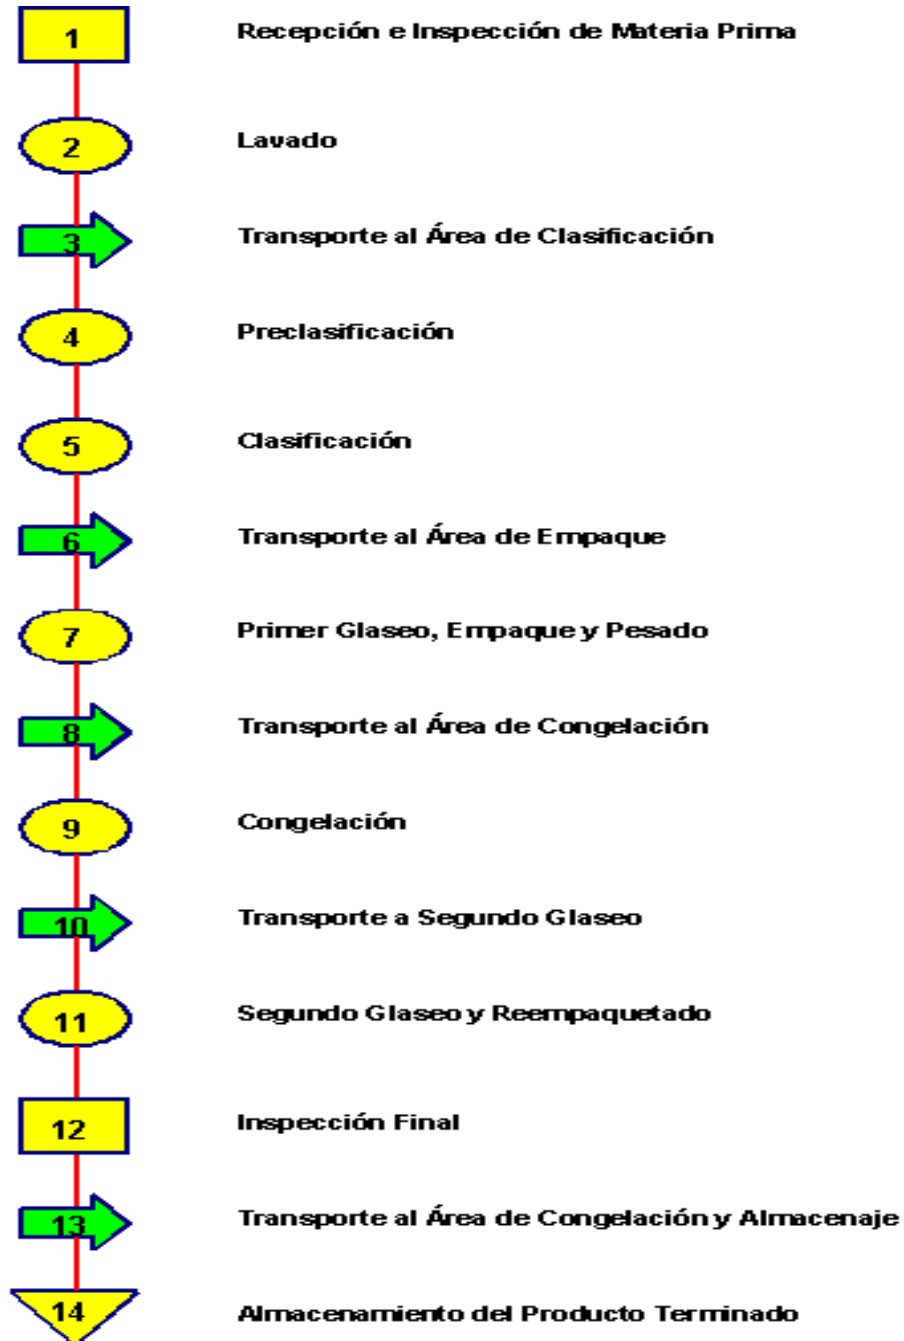 1 Recepción e Inspección de Materia Prima
2 Lavado
3 Transporte al Área de Clasificación
4 Preclasificación
5 Clasificación
6 Transporte al Área de Empaque
7 Primer Glaseo, Empaque y Pesado
8 Transporte al Área de Congelación
9 Congelación
10 Transporte a Segundo Glaseo
11 Segundo Glaseo y Reempaquetado
12 Inspección Final
13 Transporte al Área de Congelación y Almacenaje
14 Almacenamiento del Producto Terminado